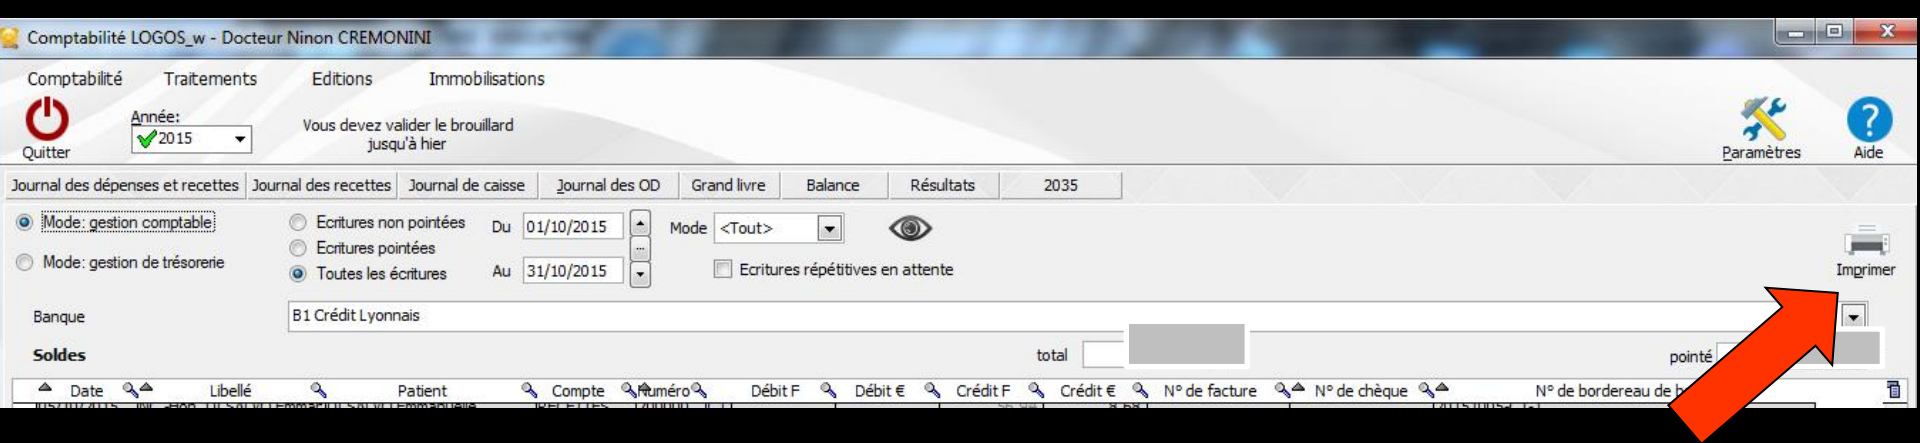 Comptabilité LOGOS_w - Docteur Ninon CREMONINI
Comptabilité Traitements Editions Immobilisations
Quitter
Année:
2015
Vous devez valider le brouillard
jusqu'à hier
Paramètres
Aide
Journal des dépenses et recettes Journal des recettes Journal de caisse Journal des OD Grand livre Balance Résultats 2035
Mode: gestion comptable
Mode: gestion de trésorerie
Ecritures non pointées
Ecritures pointées
Toutes les écritures
Du 01/10/2015
Au 31/10/2015
Mode <Tout>
Ecritures répétitives en attente
Imprimer
Banque B1 Crédit Lyonnais
Soldes total pointé
Date Libellé Patient Compte Numéro Débit F Débit € Crédit F Crédit € N° de facture N° de chèque N° de bordereau de